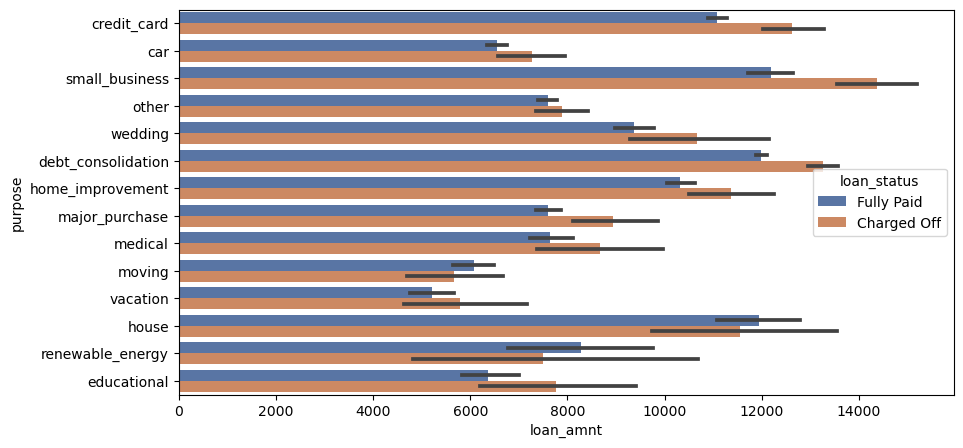 credit_card
car
small_business
other
wedding
debt_consolidation
home_improvement
major_purchase
medical
moving
vacation
house
renewable_energy
educational
purpose
loan_status
Fully Paid
Charged Off
0 2000 4000 6000 8000 10000 12000 14000
loan_amnt